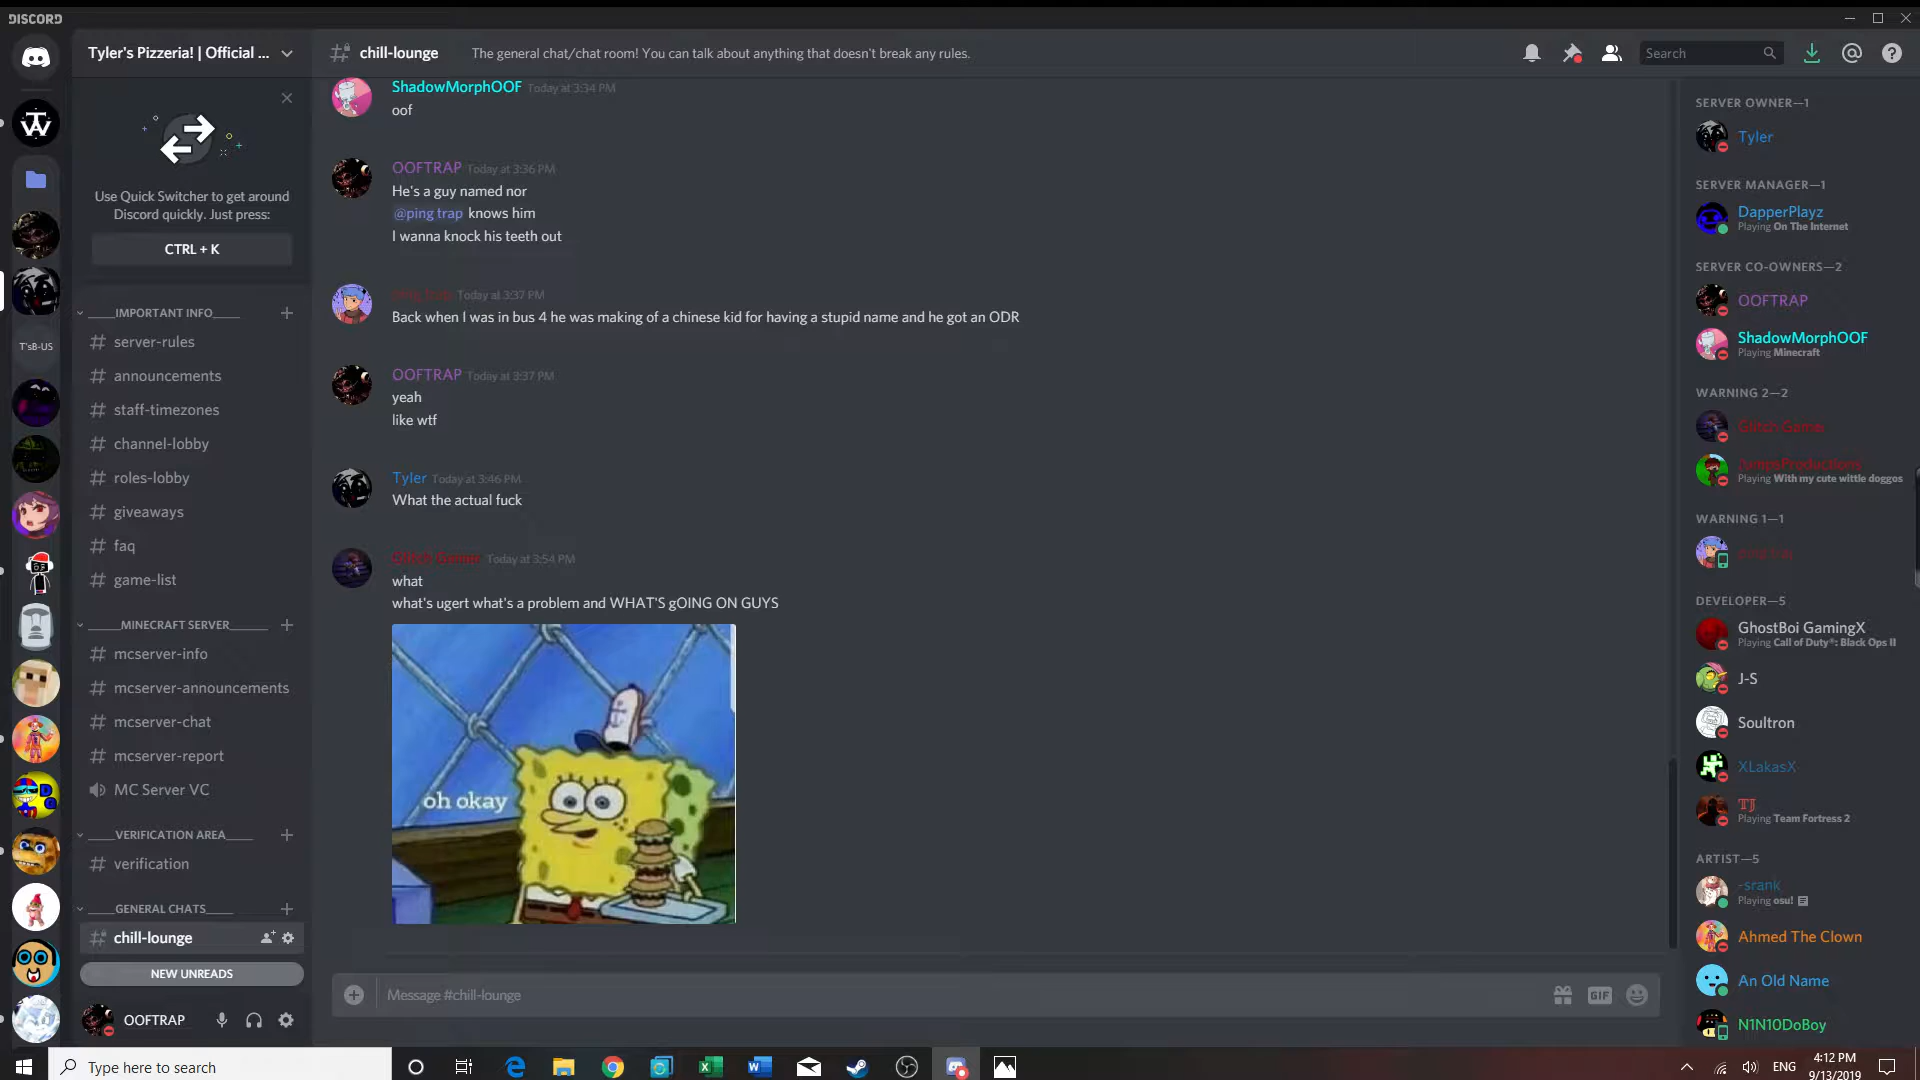 DISCORD
Tyler's Pizzeria! | Official ...
chill-lounge
The general chat/chat room! You can talk about anything that doesn't break any rules.
Search
Use Quick Switcher to get around
Discord quickly. Just press:
CTRL + K
T'sB-US
_____IMPORTANT INFO_____
server-rules
announcements
staff-timezones
channel-lobby
roles-lobby
giveaways
faq
game-list
______MINECRAFT SERVER_______
mcserver-info
mcserver-announcements
mcserver-chat
mcserver-report
MC Server VC
_____VERIFICATION AREA_____
verification
_____GENERAL CHATS_____
chill-lounge
NEW UNREADS
OOFTRAP
ShadowMorphOOF Today at 3:34 PM
oof
OOFTRAP Today at 3:36 PM
He's a guy named nor
@ping trap knows him
I wanna knock his teeth out
ping trap Today at 3:37 PM
Back when I was in bus 4 he was making of a chinese kid for having a stupid name and he got an ODR
OOFTRAP Today at 3:37 PM
yeah
like wtf
Tyler Today at 3:46 PM
What the actual fuck
Glitch Gamer Today at 3:54 PM
what
what's ugert what's a problem and WHAT'S gOING ON GUYS
oh okay
Message #chill-lounge
GIF
SERVER OWNER—1
Tyler
SERVER MANAGER—1
DapperPlayz
Playing On The Internet
SERVER CO-OWNERS—2
OOFTRAP
ShadowMorphOOF
Playing Minecraft
WARNING 2—2
Glitch Gamer
Playing With my cute wittle doggos
WARNING 1—1
ping trap
DEVELOPER—5
GhostBoi GamingX
Playing Call of Duty®: Black Ops II
J-S
Soultron
XLakasX
TJ
Playing Team Fortress 2
ARTIST—5
-srank
Playing osu!
Ahmed The Clown
An Old Name
N1N10DoBoy
Type here to search
ENG
4:12 PM
9/13/2019